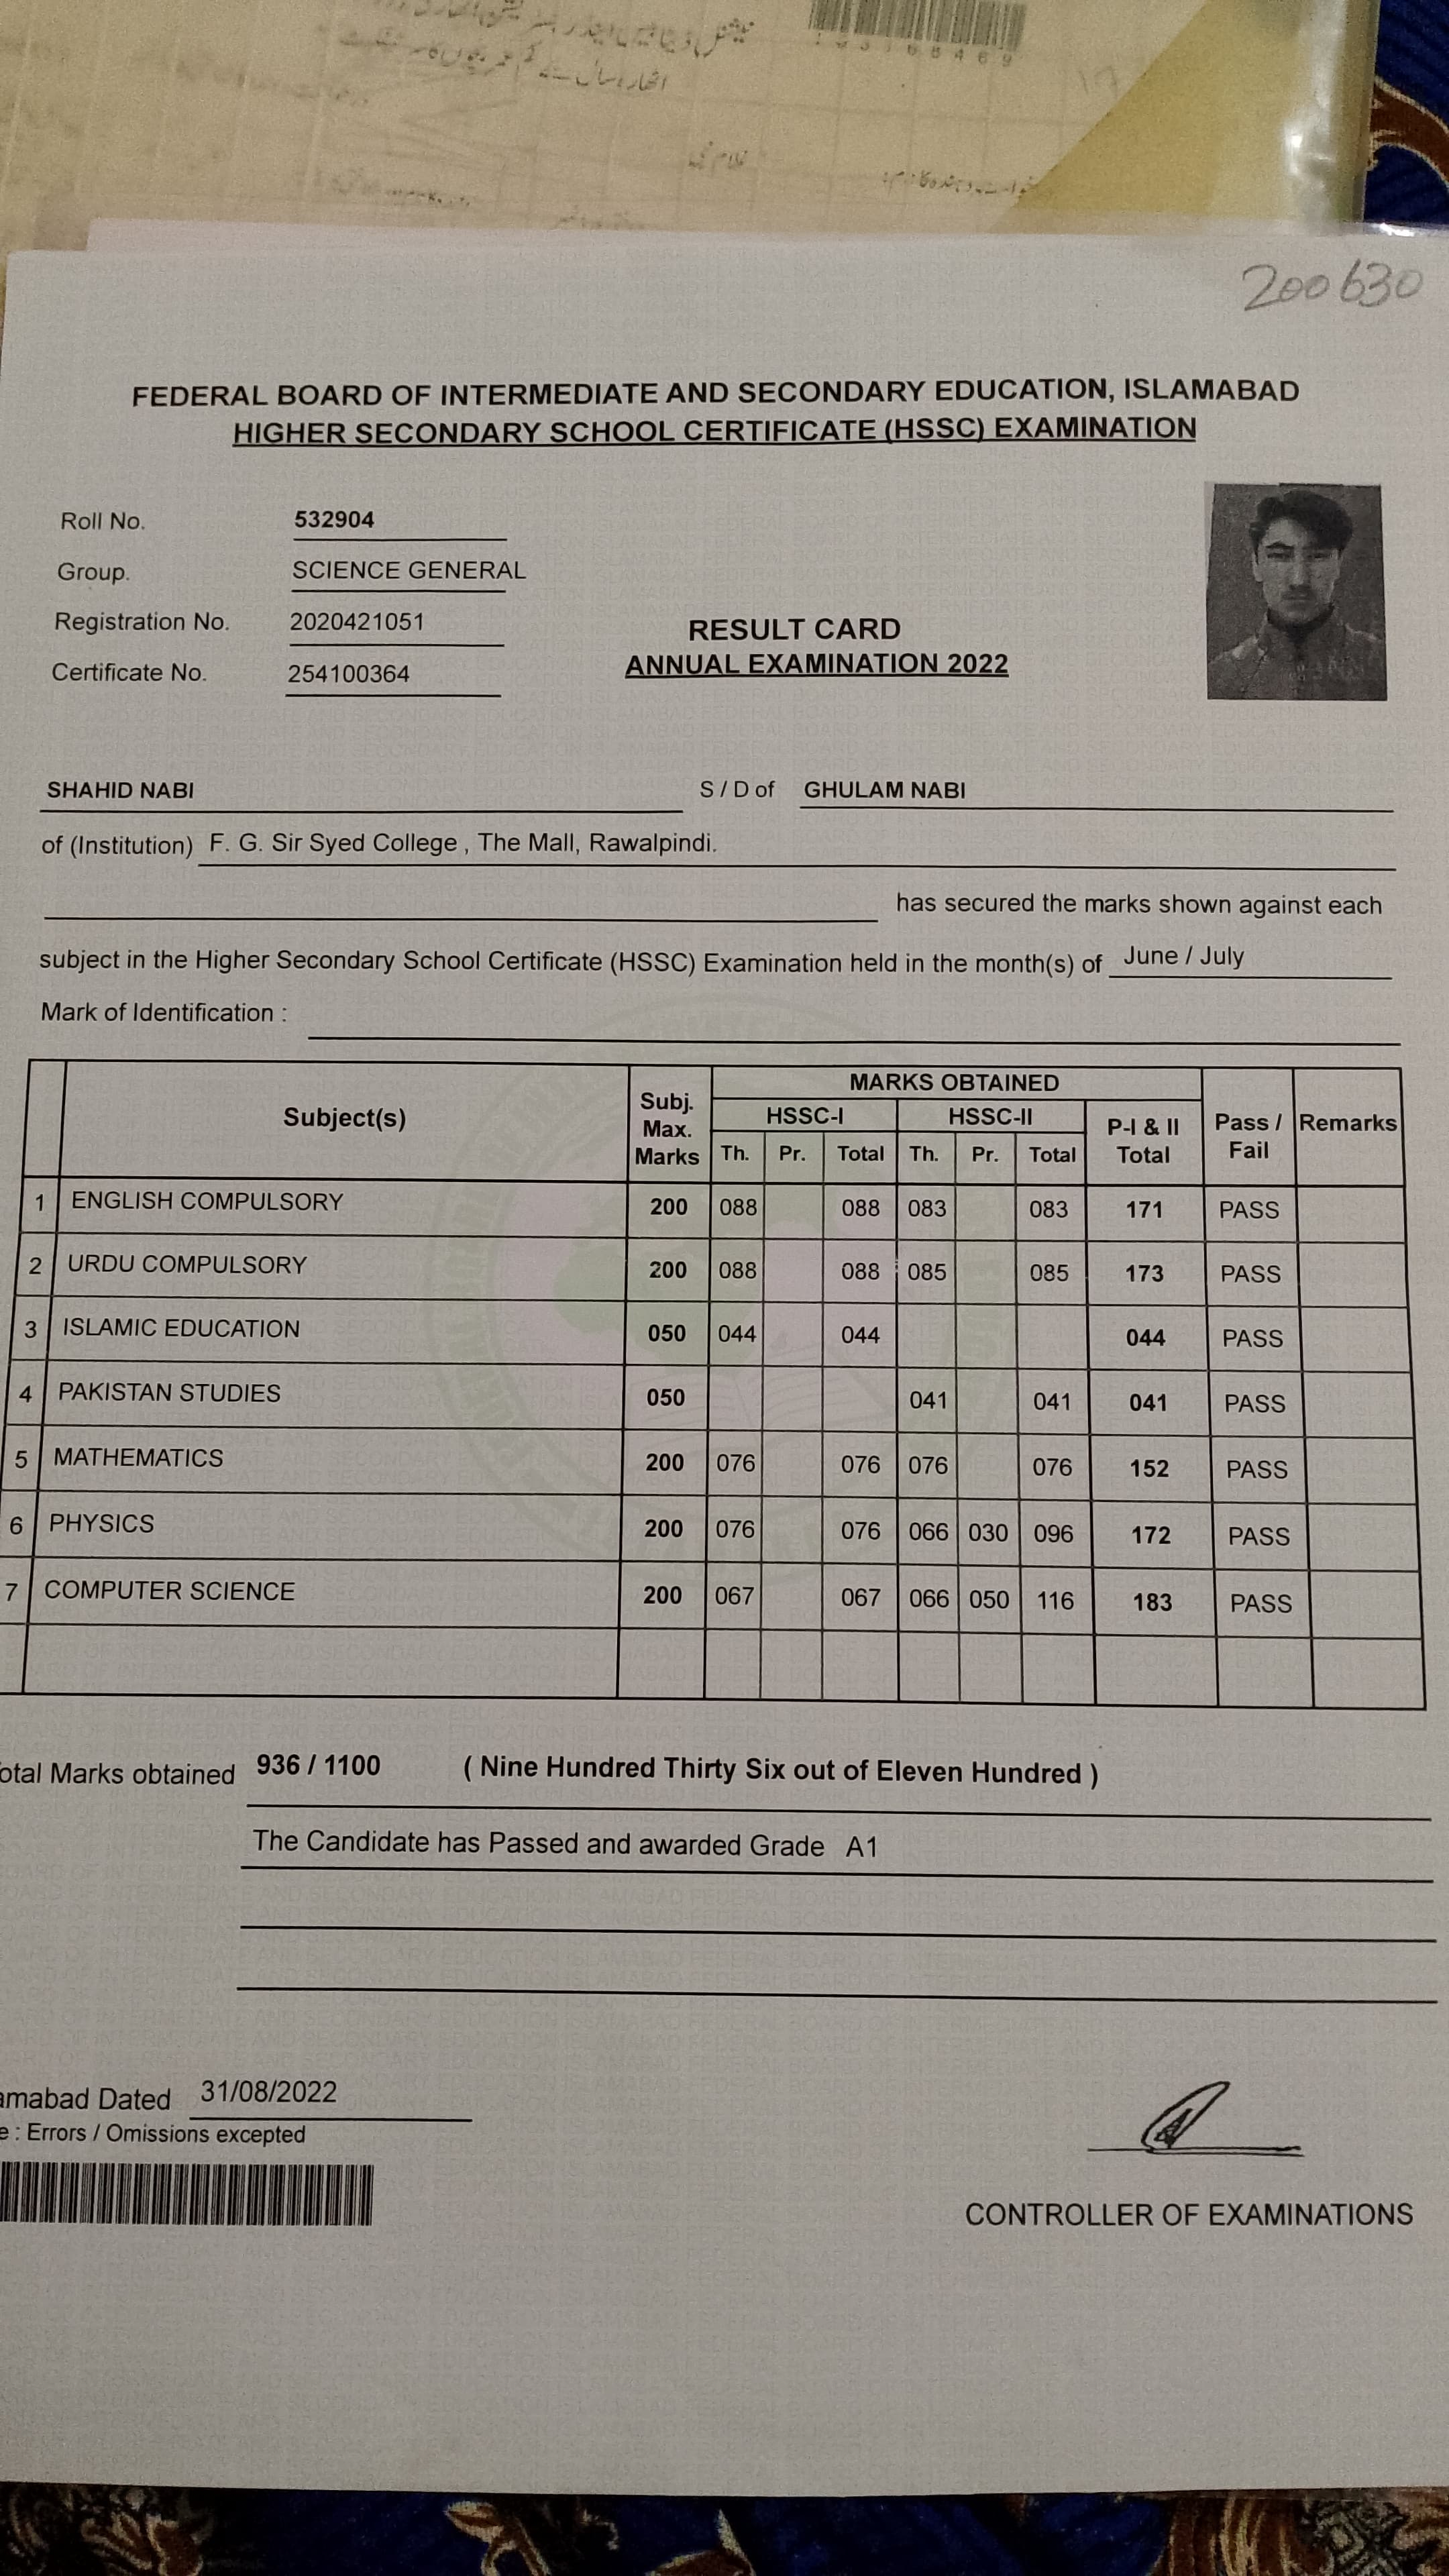 200630
FEDERAL BOARD OF INTERMEDIATE AND SECONDARY EDUCATION, ISLAMABAD
HIGHER SECONDARY SCHOOL CERTIFICATE (HSSC) EXAMINATION
Roll No. 532904
Group. SCIENCE GENERAL
Registration No. 2020421051
Certificate No. 254100364
RESULT CARD
ANNUAL EXAMINATION 2022
SHAHID NABI S / D of GHULAM NABI
of (Institution) F. G. Sir Syed College , The Mall, Rawalpindi.
has secured the marks shown against each
subject in the Higher Secondary School Certificate (HSSC) Examination held in the month(s) of June / July
Mark of Identification :
Subject(s) Subj. Max. Marks MARKS OBTAINED Pass / Fail Remarks
HSSC-I HSSC-II P-I & II Total
Th. Pr. Total Th. Pr. Total
1 ENGLISH COMPULSORY 200 088 088 083 083 171 PASS
2 URDU COMPULSORY 200 088 088 085 085 173 PASS
3 ISLAMIC EDUCATION 050 044 044 044 PASS
4 PAKISTAN STUDIES 050 041 041 041 PASS
5 MATHEMATICS 200 076 076 076 076 152 PASS
6 PHYSICS 200 076 076 066 030 096 172 PASS
7 COMPUTER SCIENCE 200 067 067 066 050 116 183 PASS
otal Marks obtained 936 / 1100 ( Nine Hundred Thirty Six out of Eleven Hundred )
The Candidate has Passed and awarded Grade A1
amabad Dated 31/08/2022
e : Errors / Omissions excepted
CONTROLLER OF EXAMINATIONS